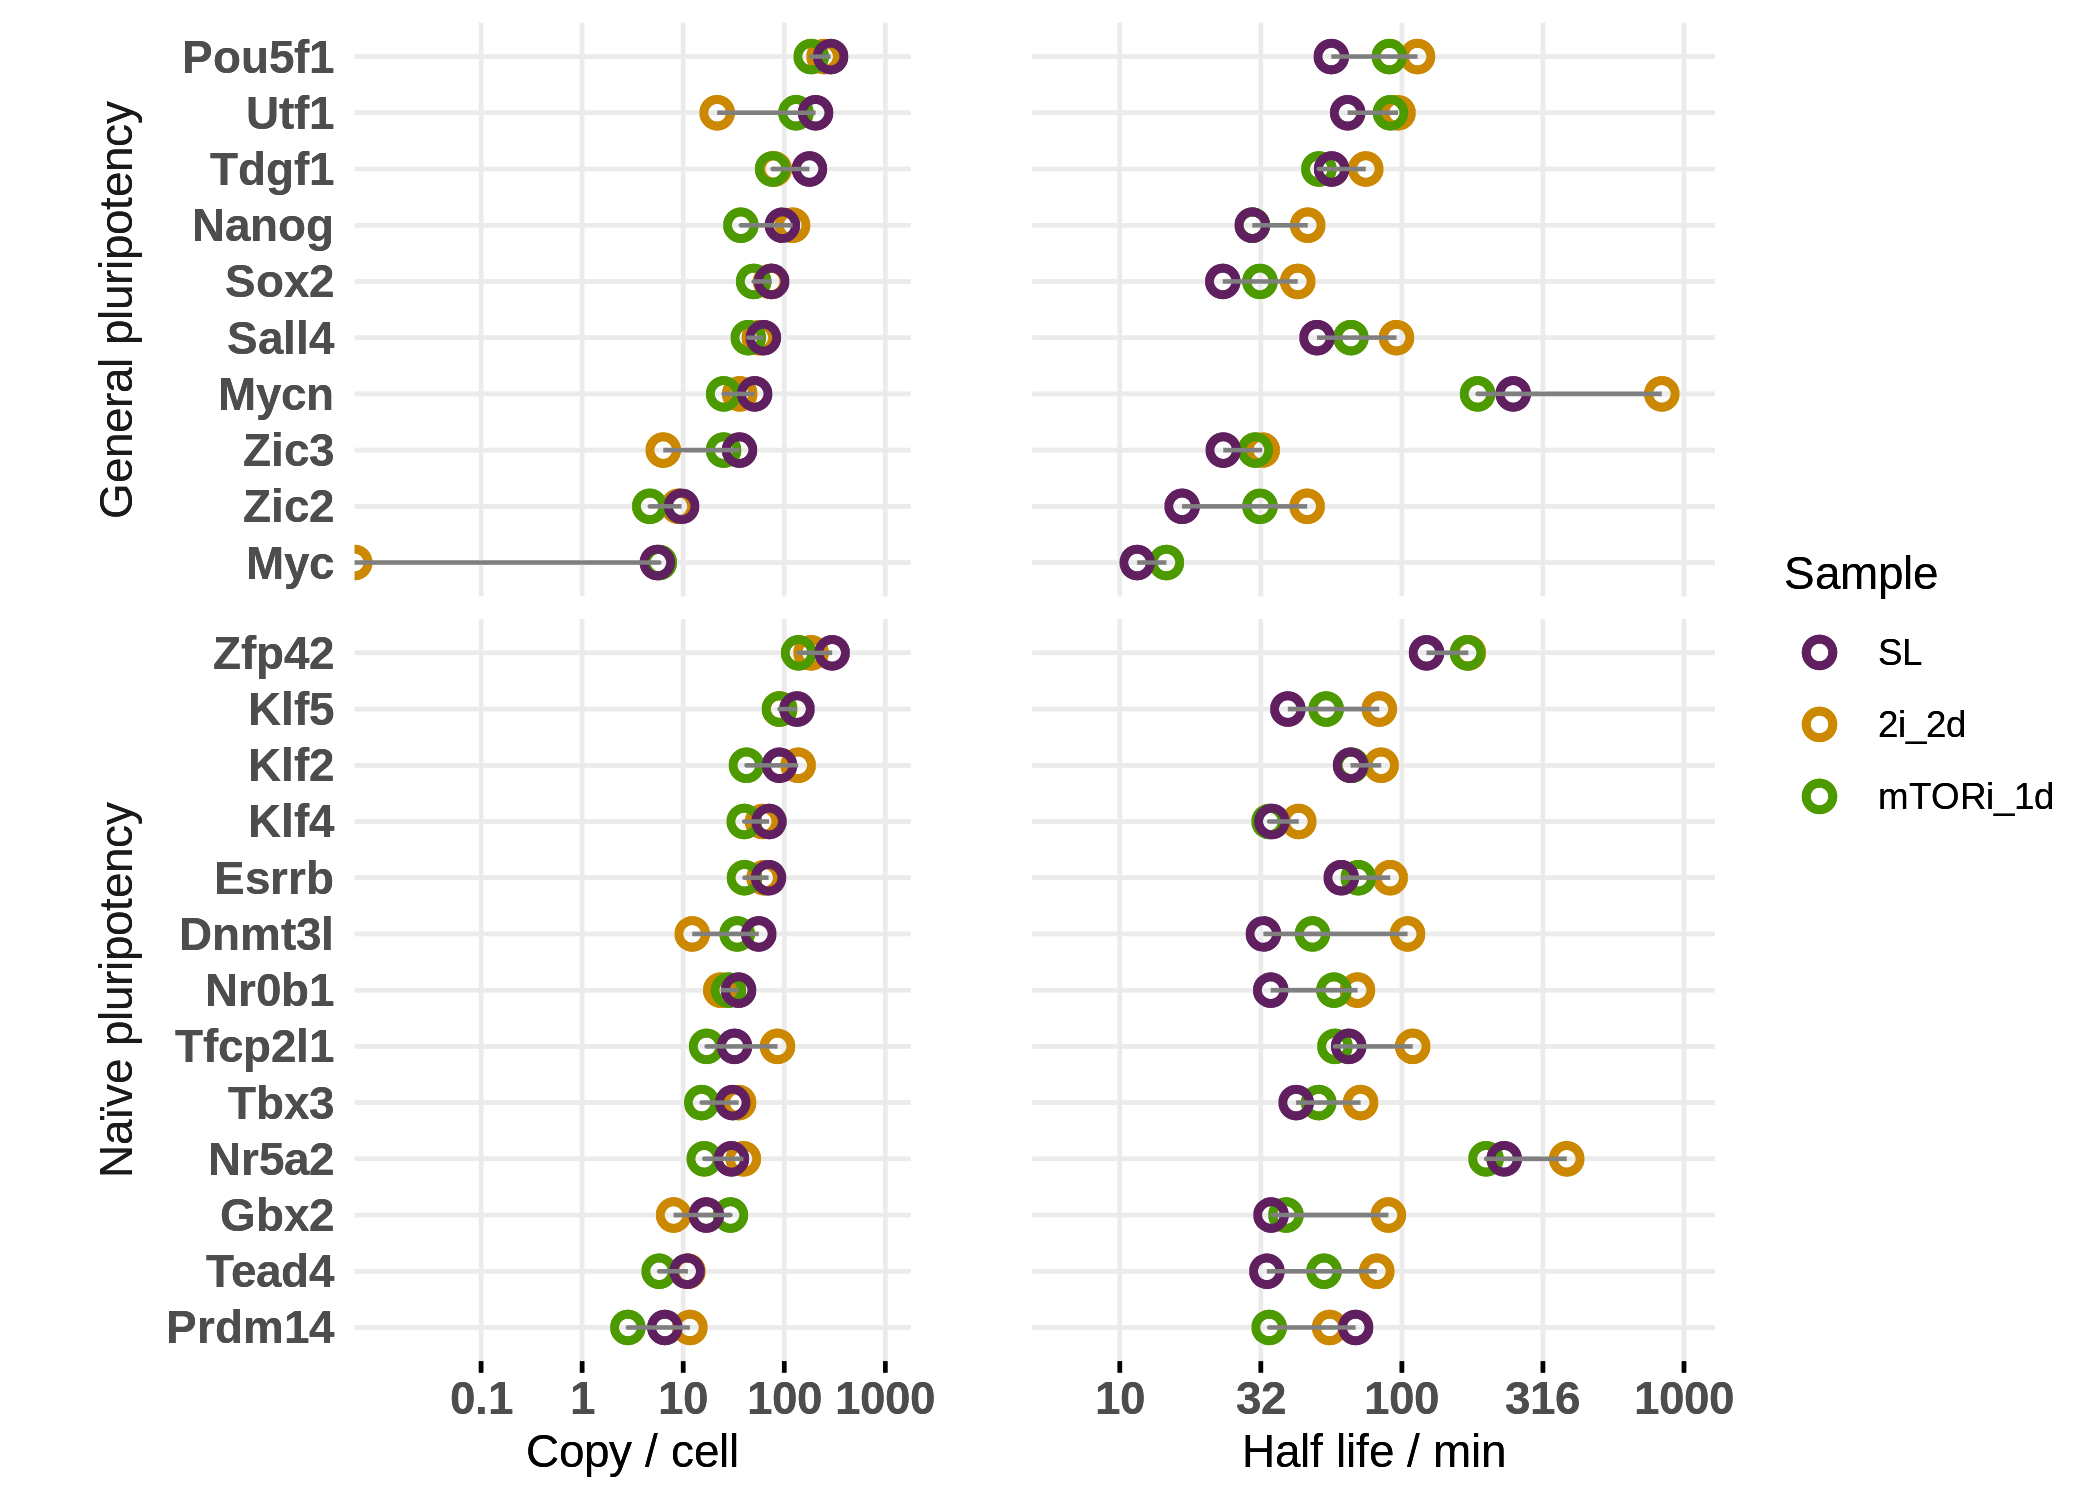 General pluripotency
Pou5f1
Utf1
Tdgf1
Nanog
Sox2
Sall4
Mycn
Zic3
Zic2
Myc
Naïve pluripotency
Zfp42
Klf5
Klf2
Klf4
Esrrb
Dnmt3l
Nr0b1
Tfcp2l1
Tbx3
Nr5a2
Gbx2
Tead4
Prdm14
0.1 1 10 100 1000
Copy / cell
10 32 100 316 1000
Half life / min
Sample
SL
2i_2d
mTORi_1d